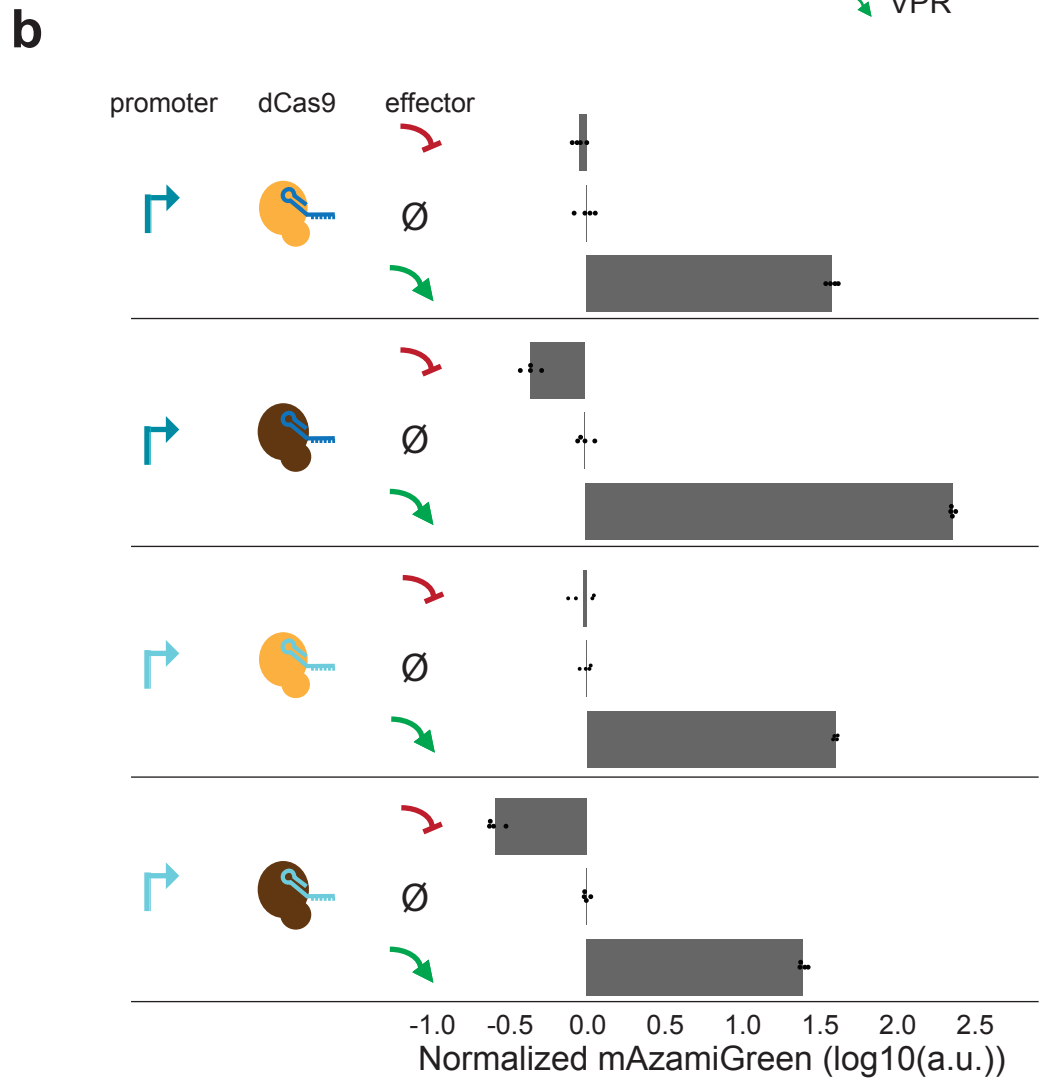 VPR
b
promoter dCas9 effector
Ø
Ø
Ø
Ø
-1.0 -0.5 0.0 0.5 1.0 1.5 2.0 2.5
Normalized mAzamiGreen (log10(a.u.))